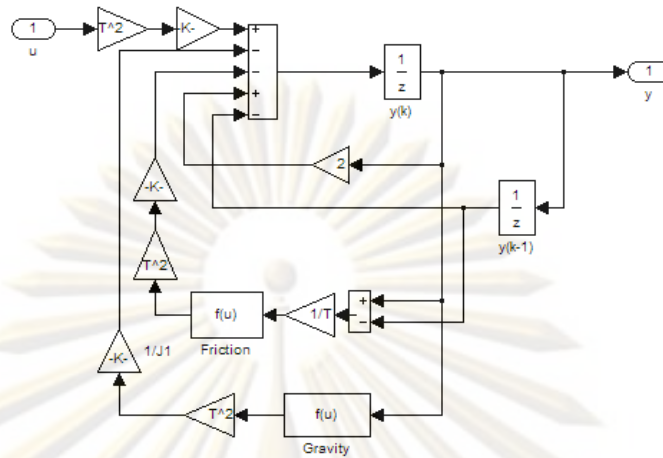 1
u
T^2
K-
+
−
−
+
−
1
z
y(k)
1
y
2
1
z
y(k-1)
-K-
T^2
f(u)
Friction
1/T
+
−
-K-
1/J1
T^2
f(u)
Gravity